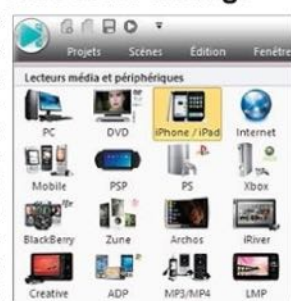 Projets Scènes Édition Fenêtre
Lecteurs média et périphériques
PC DVD iPhone / iPad Internet
Mobile PSP PS Xbox
BlackBerry Zune Archos iRiver
Creative ADP MP3/MP4 LMP